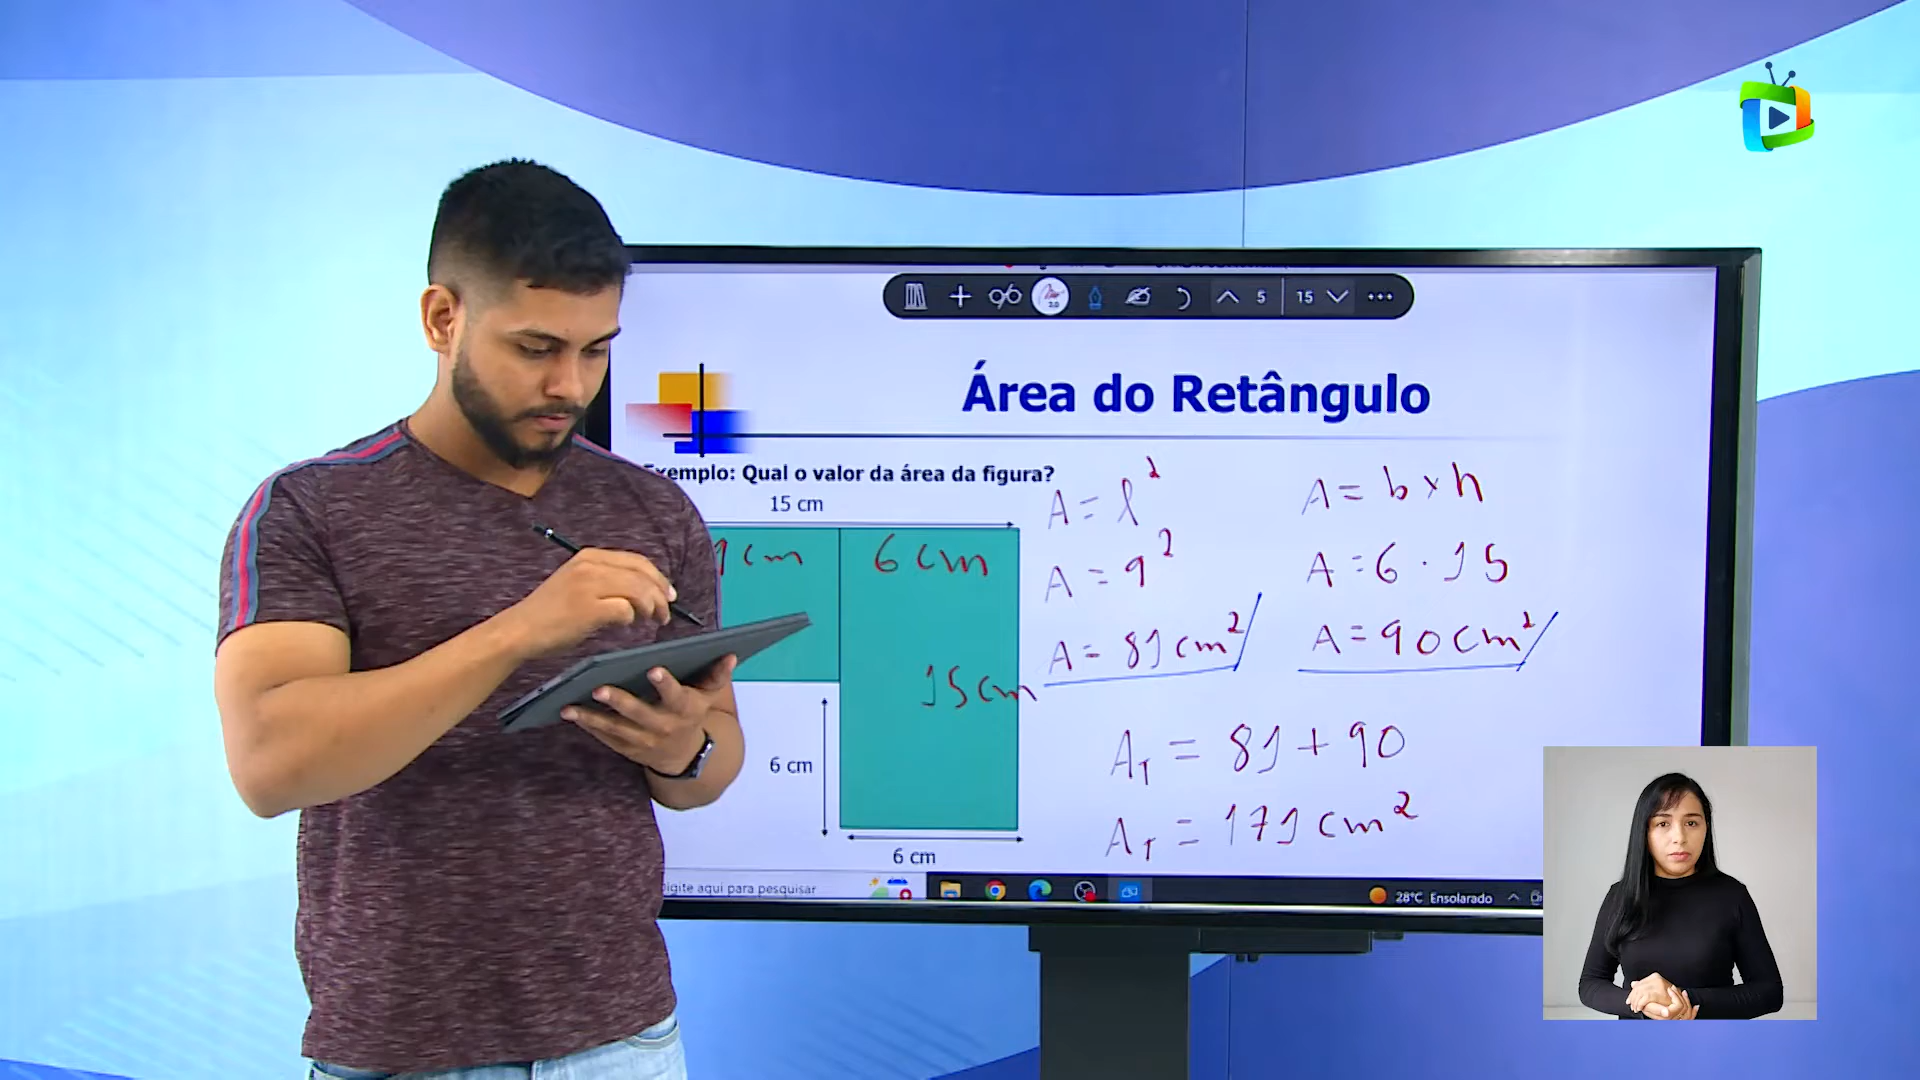 5 15
Área do Retângulo
Exemplo: Qual o valor da área da figura?
15 cm
9 cm
6 cm
15 cm
6 cm
6 cm
A = l²
A = 9²
A = 81 cm²
A = b x h
A = 6 . 15
A = 90 cm²
A_T = 81 + 90
A_T = 171 cm²
Digite aqui para pesquisar
28°C Ensolarado